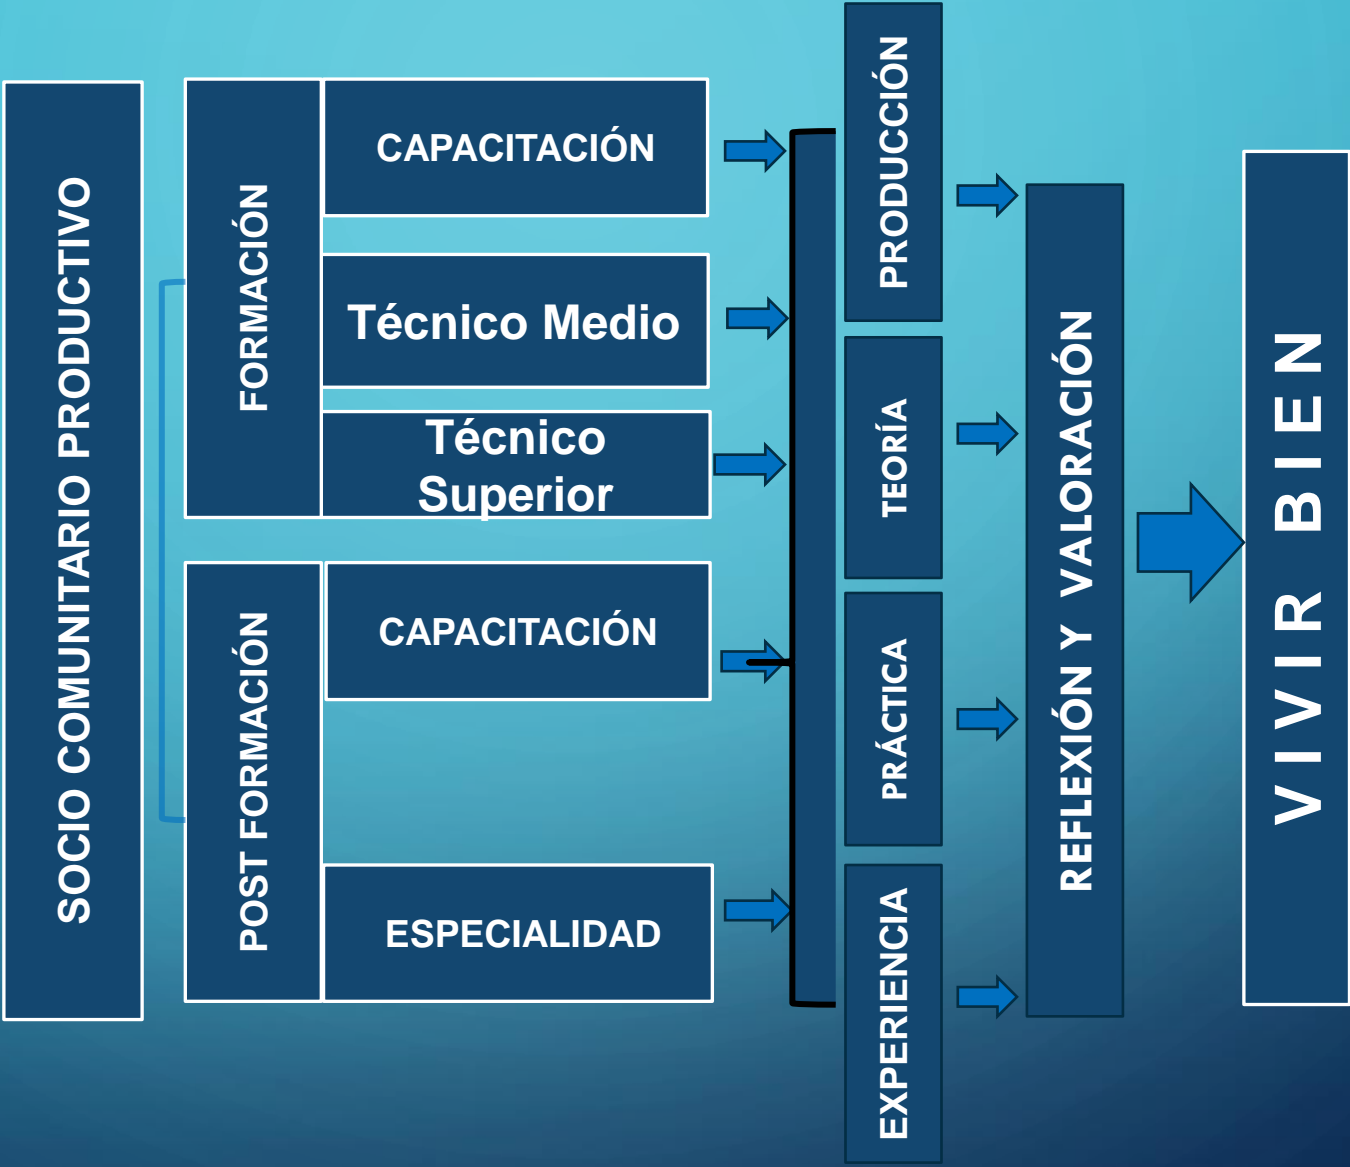 SOCIO COMUNITARIO PRODUCTIVO
FORMACIÓN
CAPACITACIÓN
Técnico Medio
Técnico
Superior
POST FORMACIÓN
CAPACITACIÓN
ESPECIALIDAD
PRODUCCIÓN
TEORÍA
PRÁCTICA
EXPERIENCIA
REFLEXIÓN Y VALORACIÓN
VIVIR BIEN